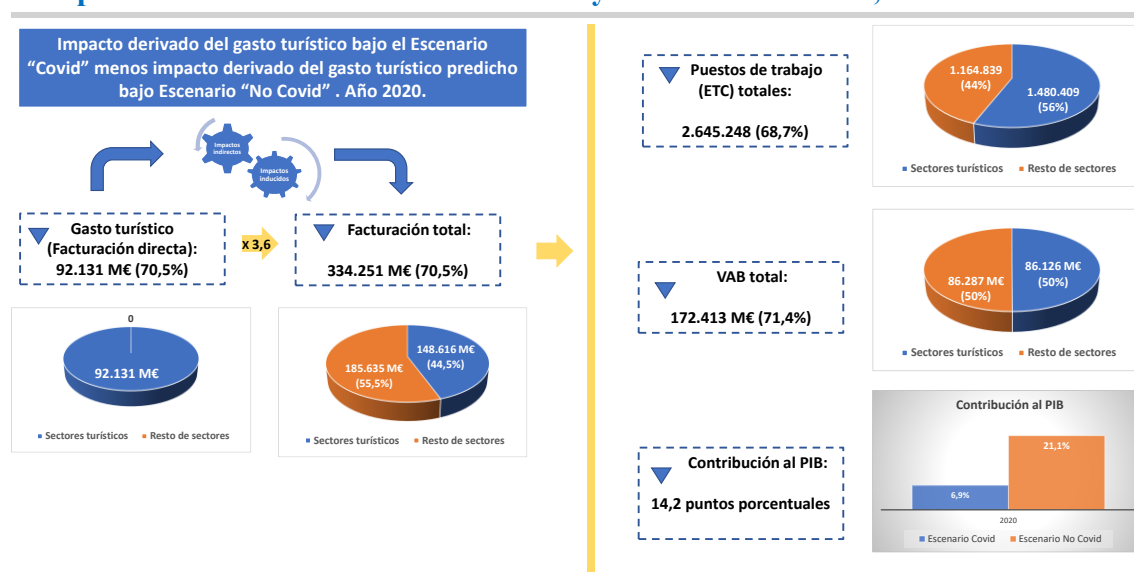 Impacto derivado del gasto turístico bajo el Escenario
“Covid” menos impacto derivado del gasto turístico predicho
bajo Escenario “No Covid” . Año 2020.
Impactos
indirectos
Impactos
inducidos
Gasto turístico
(Facturación directa):
92.131 M€ (70,5%)
x 3,6
Facturación total:
334.251 M€ (70,5%)
0
92.131 M€
Sectores turísticos
Resto de sectores
148.616 M€
(44,5%)
185.635 M€
(55,5%)
Sectores turísticos
Resto de sectores
Puestos de trabajo
(ETC) totales:
2.645.248 (68,7%)
1.164.839
(44%)
1.480.409
(56%)
Sectores turísticos
Resto de sectores
VAB total:
172.413 M€ (71,4%)
86.287 M€
(50%)
86.126 M€
(50%)
Sectores turísticos
Resto de sectores
Contribución al PIB:
14,2 puntos porcentuales
Contribución al PIB
6,9%
21,1%
2020
Escenario Covid
Escenario No Covid